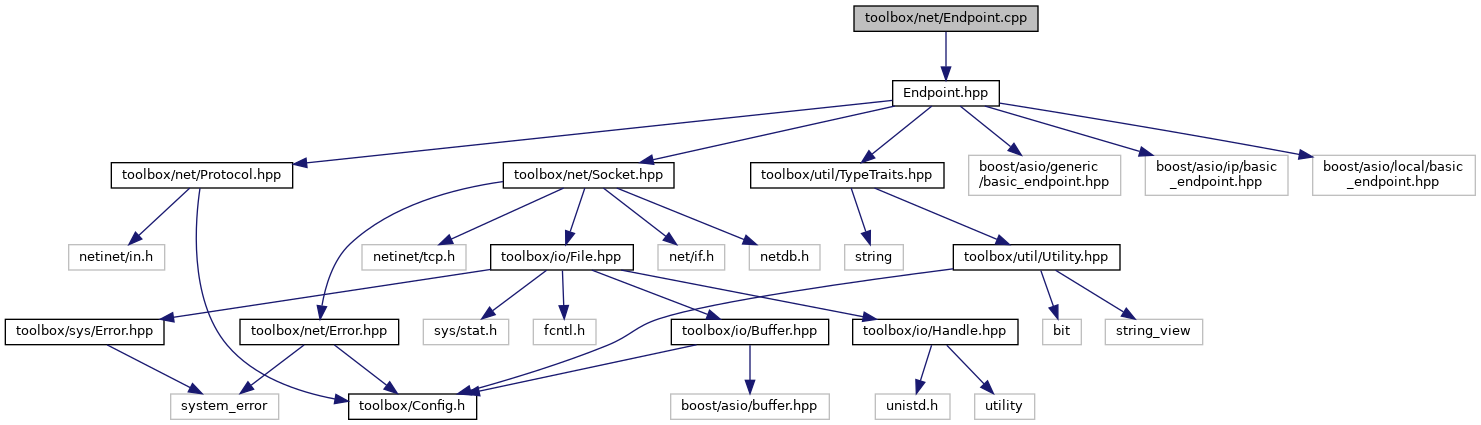 toolbox/net/Endpoint.cpp
Endpoint.hpp
toolbox/net/Protocol.hpp
toolbox/net/Socket.hpp
toolbox/util/TypeTraits.hpp
boost/asio/generic
/basic_endpoint.hpp
boost/asio/ip/basic
_endpoint.hpp
boost/asio/local/basic
_endpoint.hpp
netinet/in.h
netinet/tcp.h
toolbox/io/File.hpp
net/if.h
netdb.h
string
toolbox/util/Utility.hpp
toolbox/sys/Error.hpp
toolbox/net/Error.hpp
sys/stat.h
fcntl.h
toolbox/io/Buffer.hpp
toolbox/io/Handle.hpp
bit
string_view
system_error
toolbox/Config.h
boost/asio/buffer.hpp
unistd.h
utility